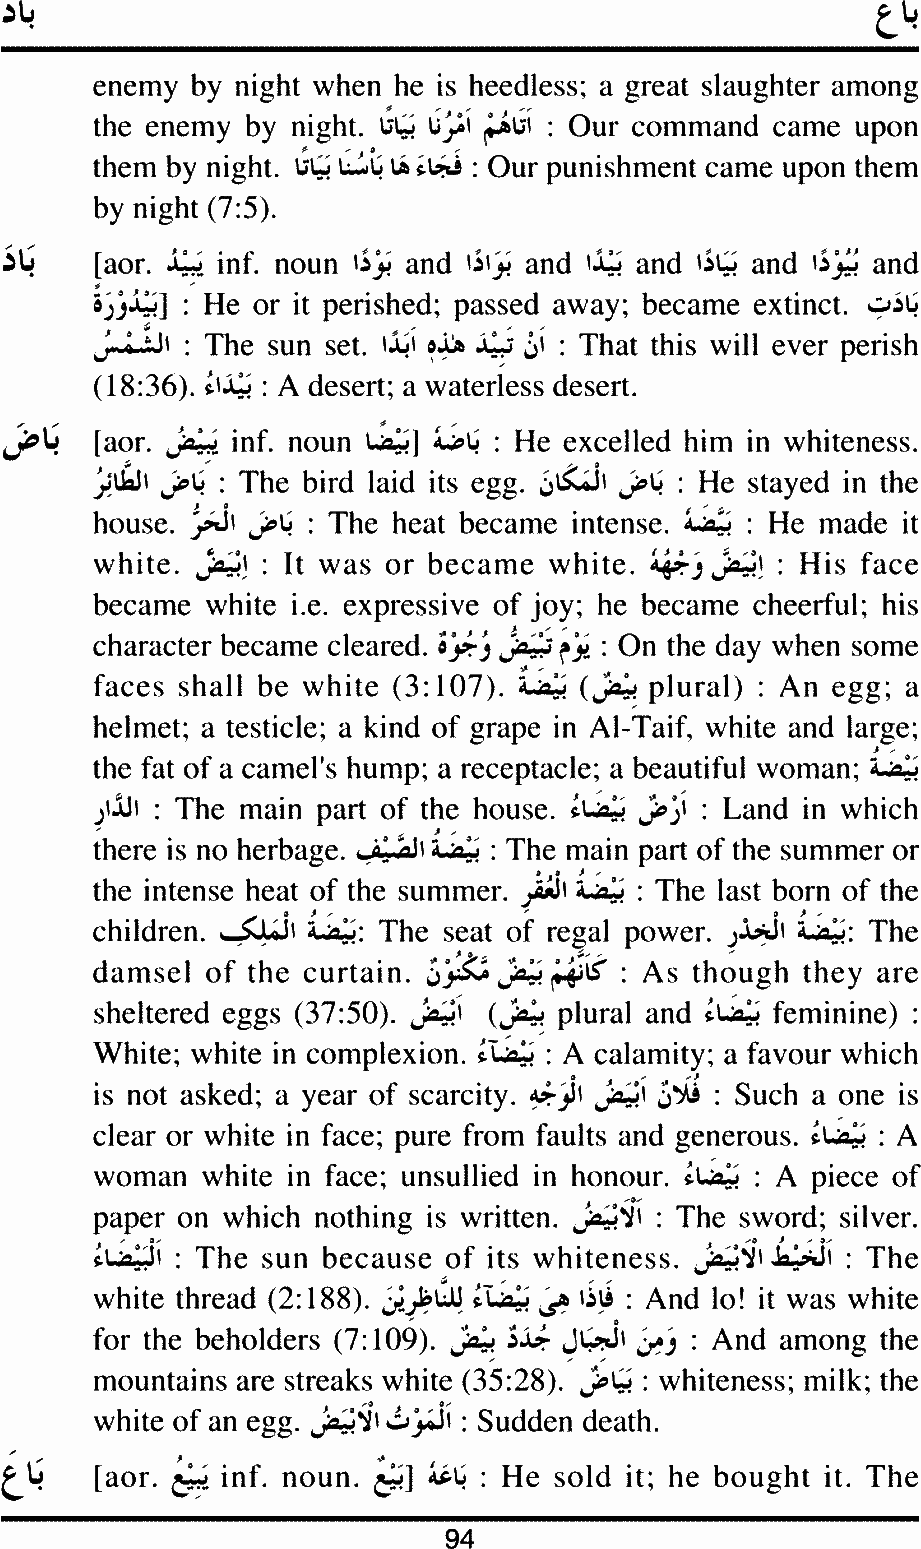 باد باع
enemy by night when he is heedless; a great slaughter among
the enemy by night. اَتَاهُمْ اَمْرُنَا بَيَاتًا : Our command came upon
them by night. فَجَاءَ هَا بَأْسُنَا بَيَاتًا : Our punishment came upon them
by night (7:5).
بَادَ [aor. يَبِيْدُ inf. noun بَوْدًا and بَوَادًا and بَيْدًا and بَيَادًا and بُيُوْدًا and
بَيْدُوْرَةً] : He or it perished; passed away; became extinct. بَادَتِ
الشَّمْسُ : The sun set. اَنْ تَبِيْدَ هٰذِهٖ اَبَدًا : That this will ever perish
(18:36). بَيْدَاءُ : A desert; a waterless desert.
بَاضَ [aor. يَبِيْضُ inf. noun بَيْضًا] بَاضَهُ : He excelled him in whiteness.
بَاضَ الطَّائِرُ : The bird laid its egg. بَاضَ الْمَكَانَ : He stayed in the
house. بَاضَ الْحَرُّ : The heat became intense. بَيَّضَهُ : He made it
white. اِبْيَضَّ : It was or became white. اِبْيَضَّ وَجْهُهُ : His face
became white i.e. expressive of joy; he became cheerful; his
character became cleared. يَوْمَ تَبْيَضُّ وُجُوْهٌ : On the day when some
faces shall be white (3:107). بَيْضَةٌ (بِيْضٌ plural) : An egg; a
helmet; a testicle; a kind of grape in Al-Taif, white and large;
the fat of a camel's hump; a receptacle; a beautiful woman; بَيْضَةُ
الدَّارِ : The main part of the house. اَرْضٌ بَيْضَاءُ : Land in which
there is no herbage. بَيْضَةُ الصَّيْفِ : The main part of the summer or
the intense heat of the summer. بَيْضَةُ الْعُقْرِ : The last born of the
children. بَيْضَةُ الْمَلِكِ: The seat of regal power. بَيْضَةُ الْخِدْرِ: The
damsel of the curtain. كَاَنَّهُمْ بَيْضٌ مَّكْنُوْنٌ : As though they are
sheltered eggs (37:50). اَبْيَضُ (بِيْضٌ plural and بَيْضَاءُ feminine) :
White; white in complexion. بَيْضَآءُ : A calamity; a favour which
is not asked; a year of scarcity. فُلَانٌ اَبْيَضُ الْوَجْهِ : Such a one is
clear or white in face; pure from faults and generous. بَيْضَاءُ : A
woman white in face; unsullied in honour. بَيْضَاءُ : A piece of
paper on which nothing is written. اَلْاَبْيَضُ : The sword; silver.
اَلْبَيْضَاءُ : The sun because of its whiteness. اَلْخَيْطُ الْاَبْيَضُ : The
white thread (2:188). فَاِذَا هِىَ بَيْضَآءُ لِلنَّاظِرِيْنَ : And lo! it was white
for the beholders (7:109). وَمِنَ الْجِبَالِ جُدَدٌ بِيْضٌ : And among the
mountains are streaks white (35:28). بَيَاضٌ : whiteness; milk; the
white of an egg. اَلْمَوْتُ الْاَبْيَضُ : Sudden death.
بَاعَ [aor. يَبِيْعُ inf. noun. بَيْعٌ] بَاعَهُ : He sold it; he bought it. The
94